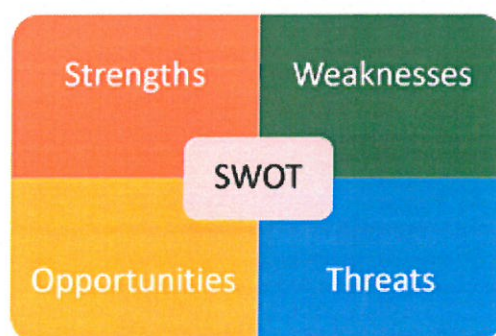 Strengths
Weaknesses
SWOT
Opportunities
Threats